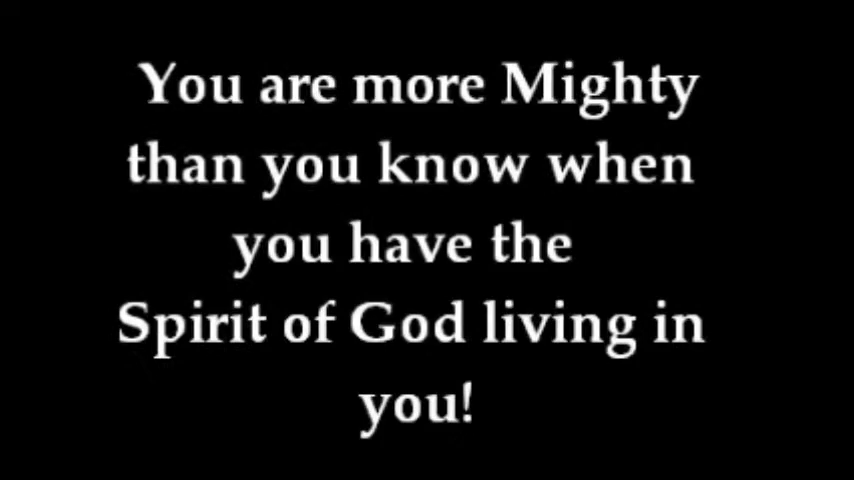 You are more Mighty
than you know when
you have the
Spirit of God living in
you!